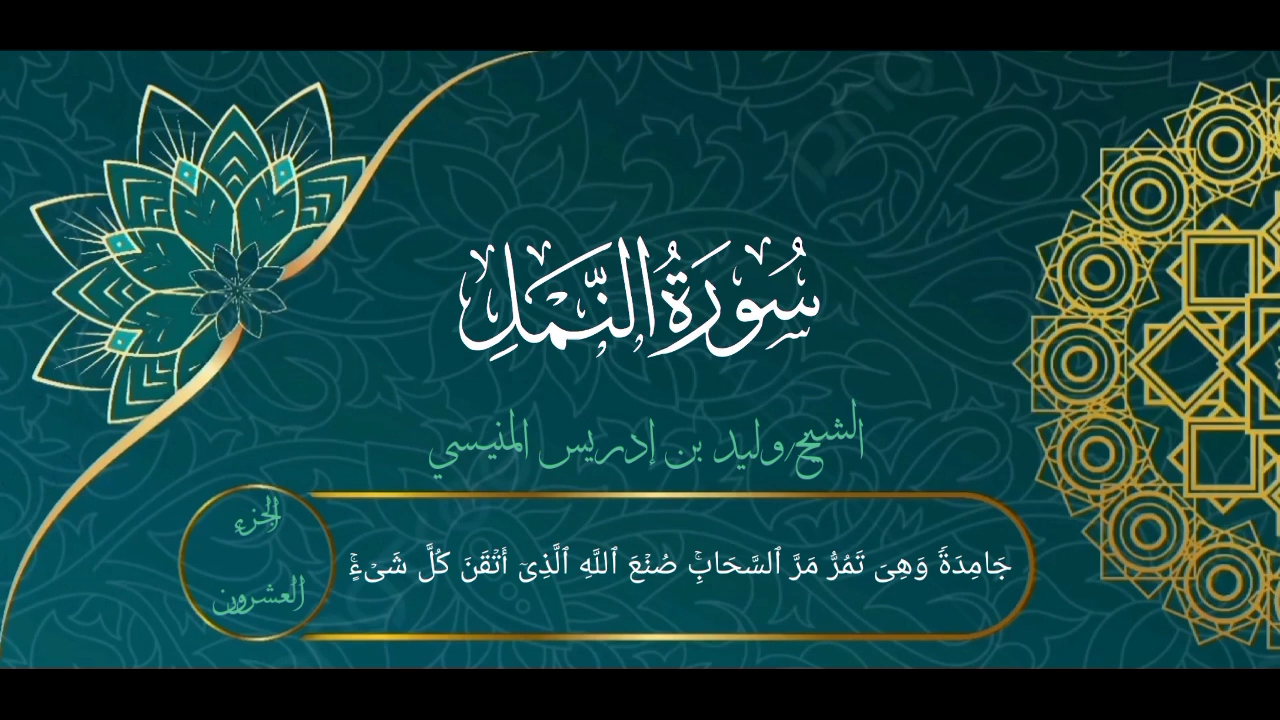 سُورَةُ النَّمْلِ
الشيخ وليد بن إدريس المنيسي
الجزء
العشرون
جَامِدَةً وَهِىَ تَمُرُّ مَرَّ ٱلسَّحَابِۚ صُنْعَ ٱللَّهِ ٱلَّذِىٓ أَتْقَنَ كُلَّ شَىْءٍۚ